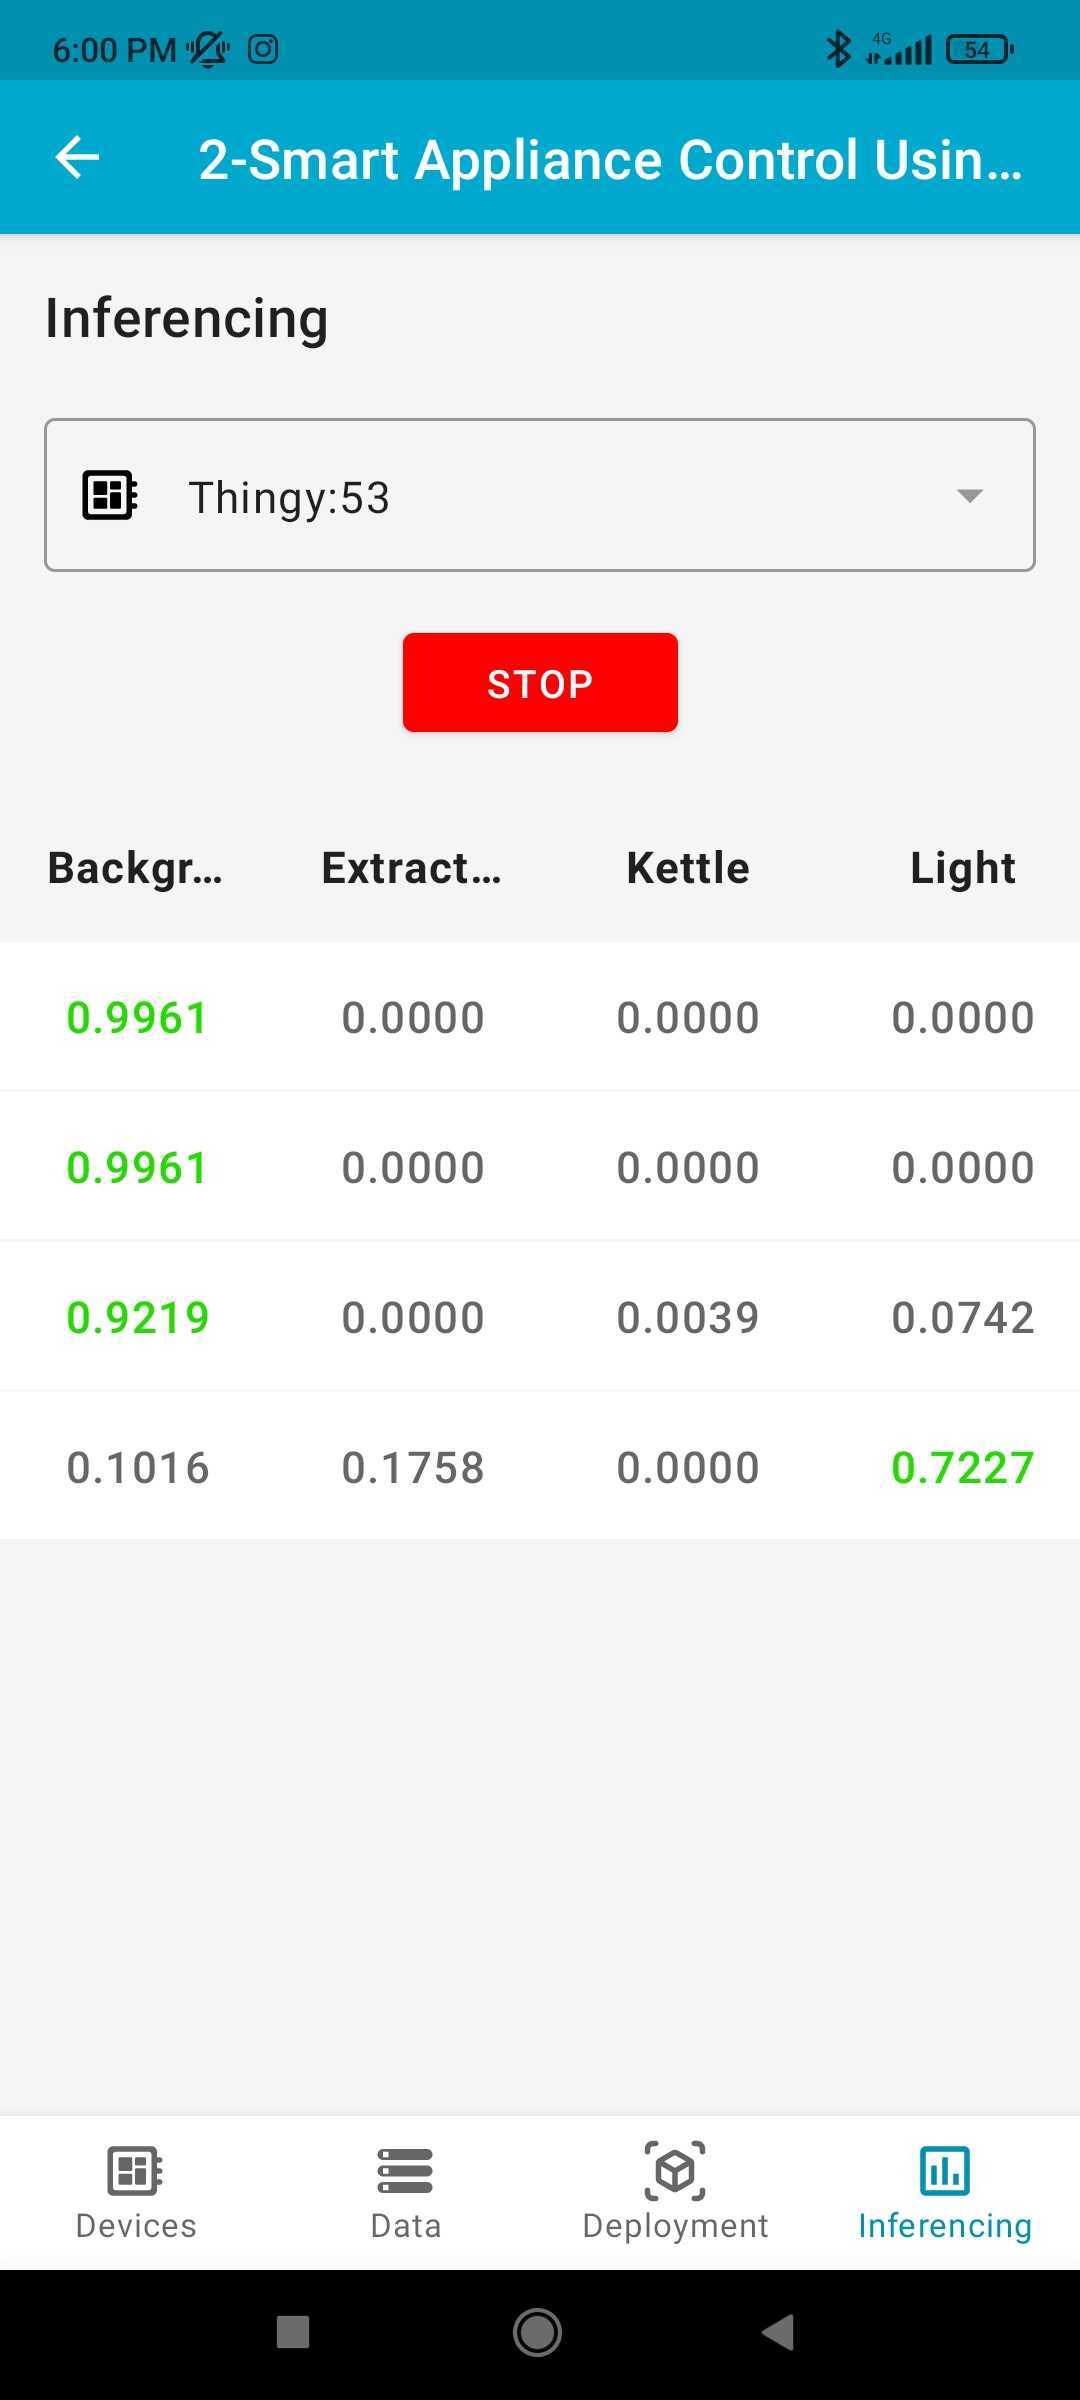 6:00 PM 4G 54
2-Smart Appliance Control Usin...
Inferencing
Thingy:53
STOP
Backgr... Extract... Kettle Light
0.9961 0.0000 0.0000 0.0000
0.9961 0.0000 0.0000 0.0000
0.9219 0.0000 0.0039 0.0742
0.1016 0.1758 0.0000 0.7227
Devices Data Deployment Inferencing